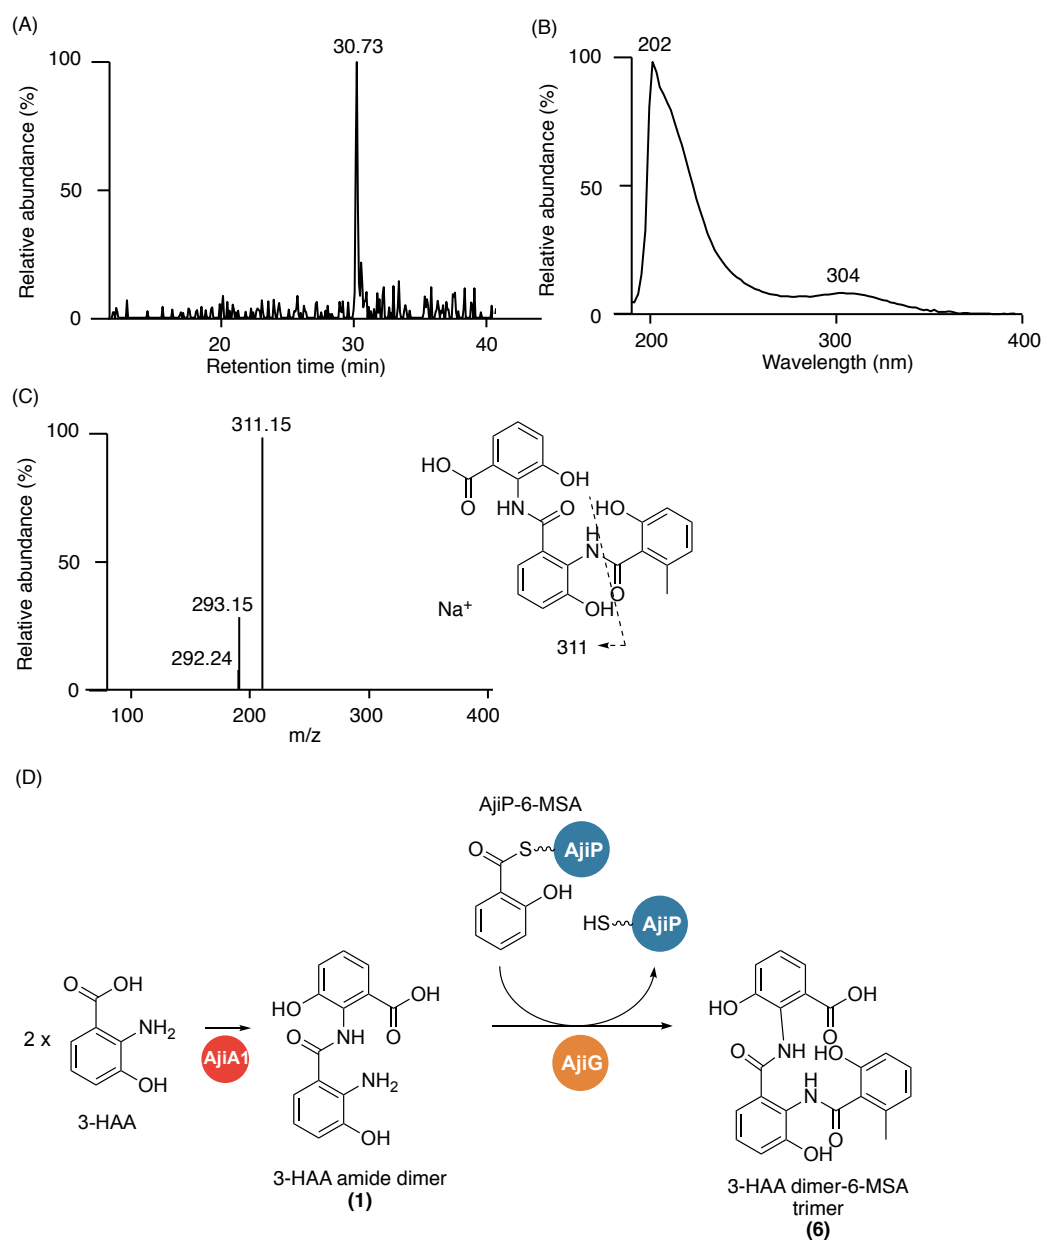 (A)
30.73
100
50
0
Relative abundance (%)
20
30
40
Retention time (min)
(B)
202
100
50
0
Relative abundance (%)
304
200
300
400
Wavelength (nm)
(C)
311.15
100
50
0
Relative abundance (%)
293.15
292.24
100
200
300
400
m/z
HO
O
OH
HN
O
HO
H
N
O
OH
Na+
311
(D)
AjiP-6-MSA
O
S
AjiP
OH
HS
AjiP
O
OH
2 x
NH2
OH
3-HAA
AjiA1
HO
OH
O
O
NH
NH2
OH
3-HAA amide dimer
(1)
AjiG
HO
OH
O
O
NH
HO
H
N
O
OH
3-HAA dimer-6-MSA
trimer
(6)